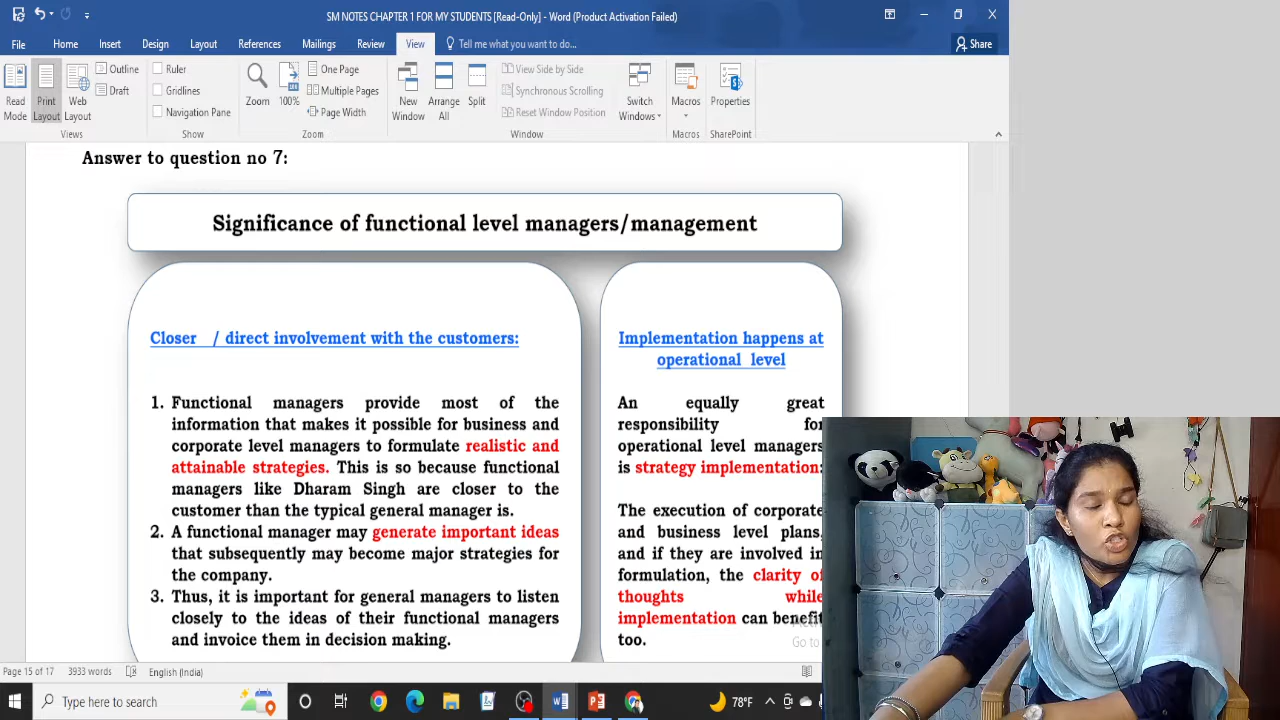 SM NOTES CHAPTER 1 FOR MY STUDENTS [Read-Only] - Word (Product Activation Failed)
File Home Insert Design Layout References Mailings Review View Tell me what you want to do... Share
Read Mode
Print Layout
Web Layout
Outline
Draft
Views
Ruler
Gridlines
Navigation Pane
Show
Zoom
100%
One Page
Multiple Pages
Page Width
Zoom
New Window
Arrange All
Split
View Side by Side
Synchronous Scrolling
Reset Window Position
Window
Switch Windows
Macros
Macros
Properties
SharePoint
Answer to question no 7:
Significance of functional level managers/management
Closer / direct involvement with the customers:
1. Functional managers provide most of the
information that makes it possible for business and
corporate level managers to formulate realistic and
attainable strategies. This is so because functional
managers like Dharam Singh are closer to the
customer than the typical general manager is.
2. A functional manager may generate important ideas
that subsequently may become major strategies for
the company.
3. Thus, it is important for general managers to listen
closely to the ideas of their functional managers
and invoice them in decision making.
Implementation happens at
operational level
An equally great
responsibility for
operational level managers
is strategy implementation:
The execution of corporate
and business level plans,
and if they are involved in
formulation, the clarity of
thoughts while
implementation can benefit
too.
Go to
Page 15 of 17 3933 words English (India)
Type here to search
78°F